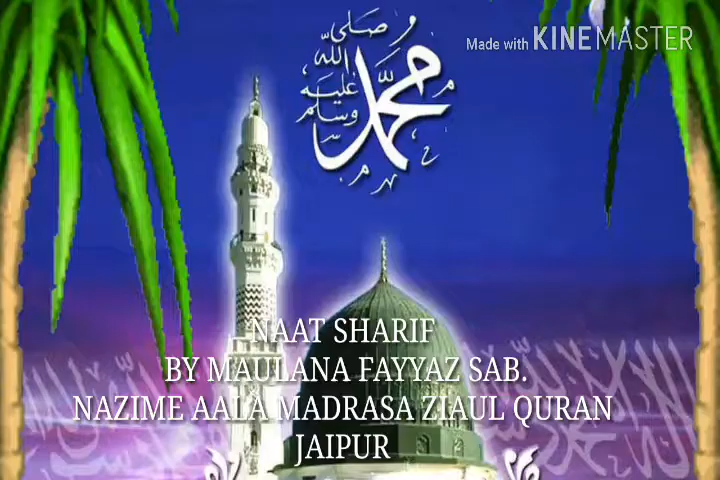 محمد صلى الله عليه وسلم
Made with KINEMASTER
NAAT SHARIF
BY MAULANA FAYYAZ SAB.
NAZIME AALA MADRASA ZIAUL QURAN
JAIPUR